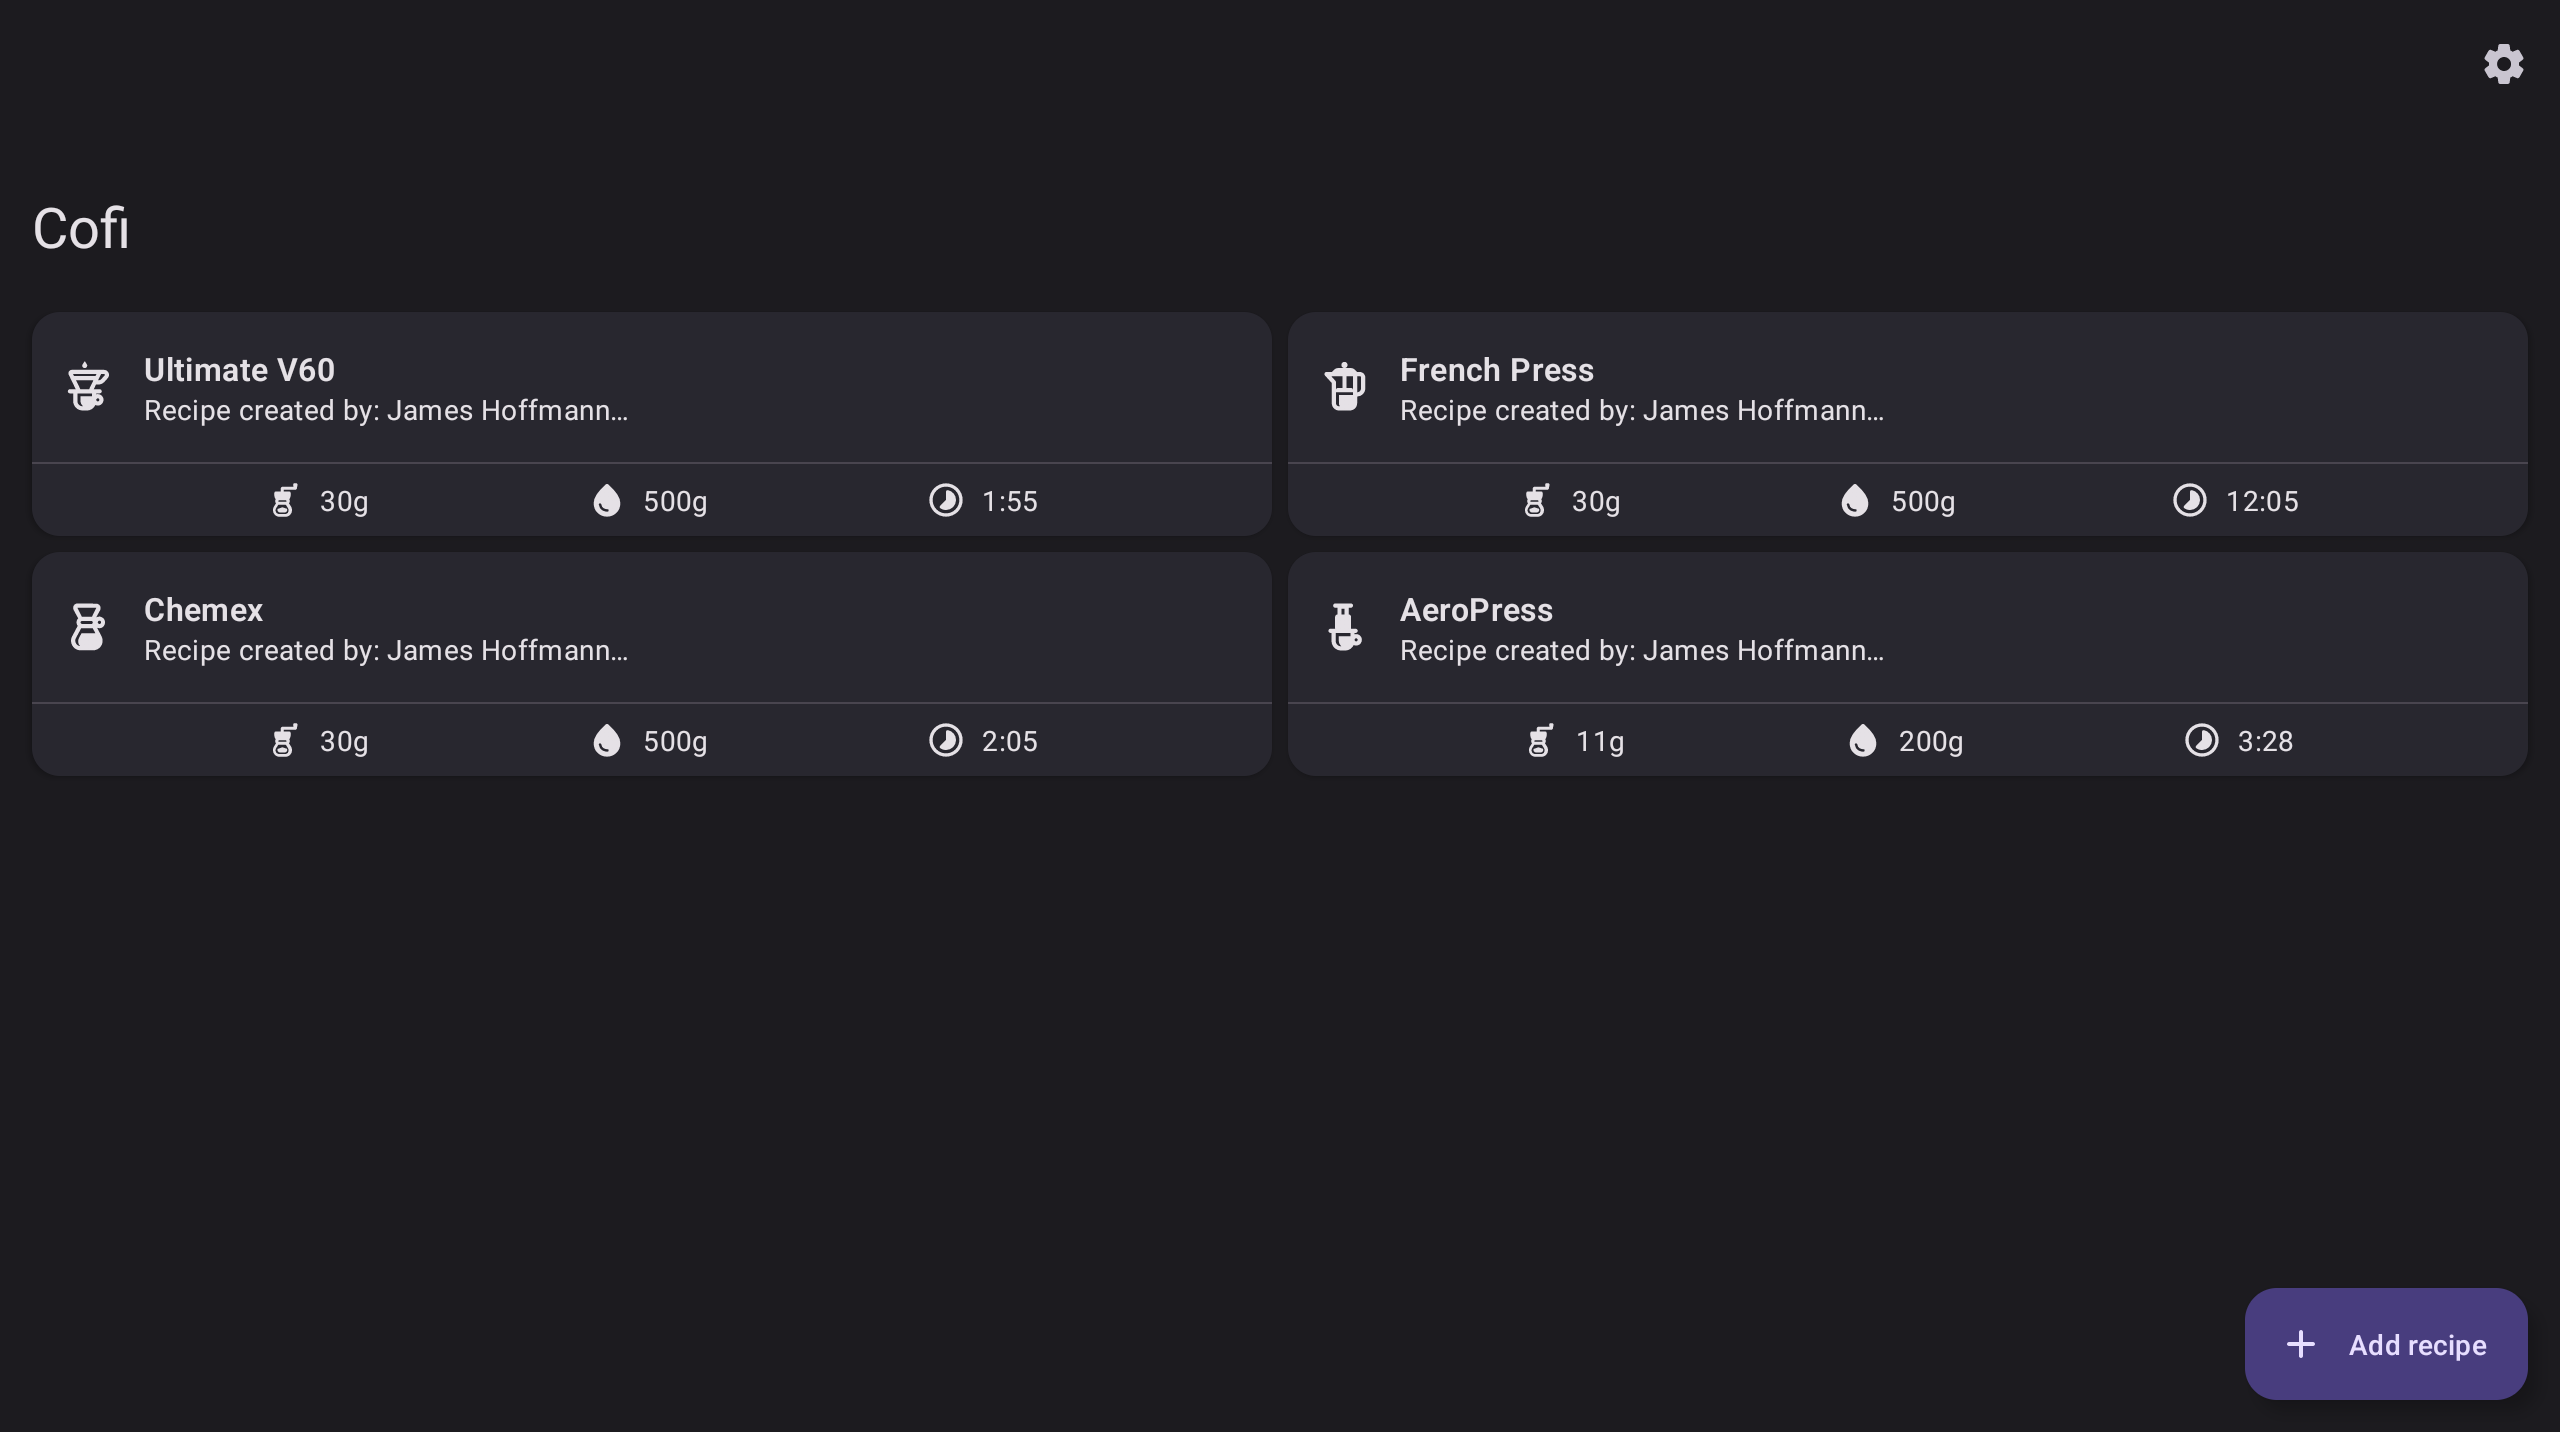 Cofi
Ultimate V60
Recipe created by: James Hoffmann...
30g 500g 1:55
French Press
Recipe created by: James Hoffmann...
30g 500g 12:05
Chemex
Recipe created by: James Hoffmann...
30g 500g 2:05
AeroPress
Recipe created by: James Hoffmann...
11g 200g 3:28
Add recipe